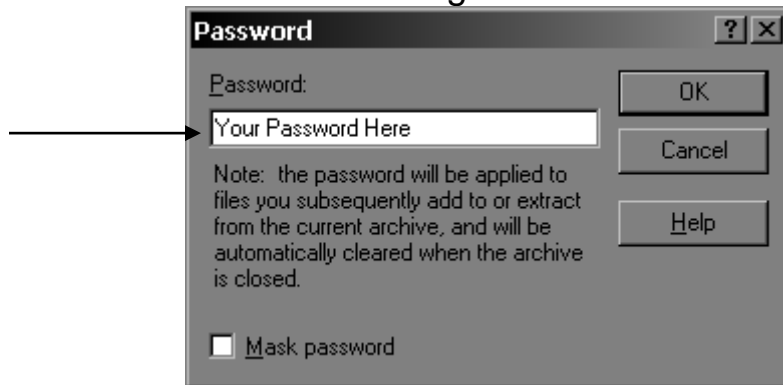 Password
Password:
OK
Your Password Here
Cancel
Note: the password will be applied to
files you subsequently add to or extract
from the current archive, and will be
automatically cleared when the archive
is closed.
Help
Mask password